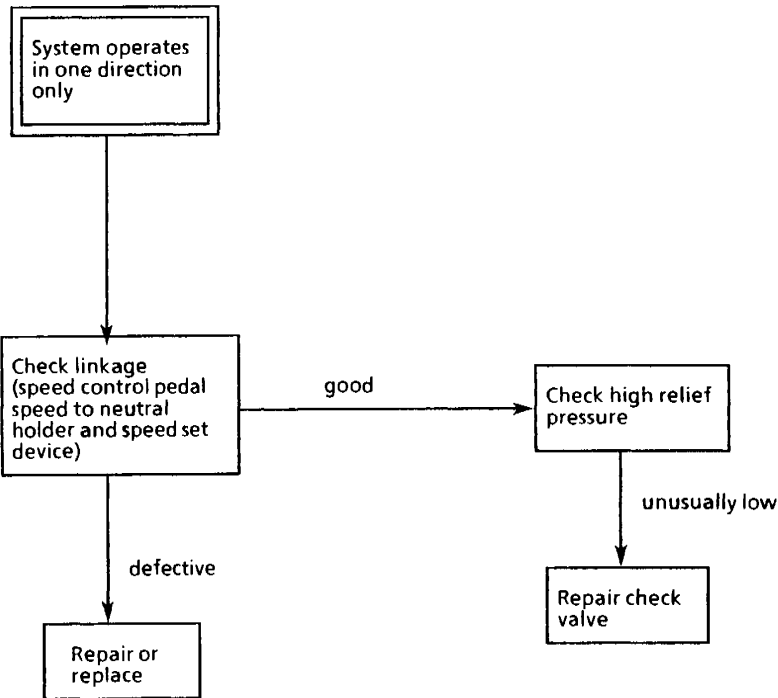 System operates
in one direction
only
Check linkage
(speed control pedal
speed to neutral
holder and speed set
device)
good
Check high relief
pressure
unusually low
defective
Repair check
valve
Repair or
replace